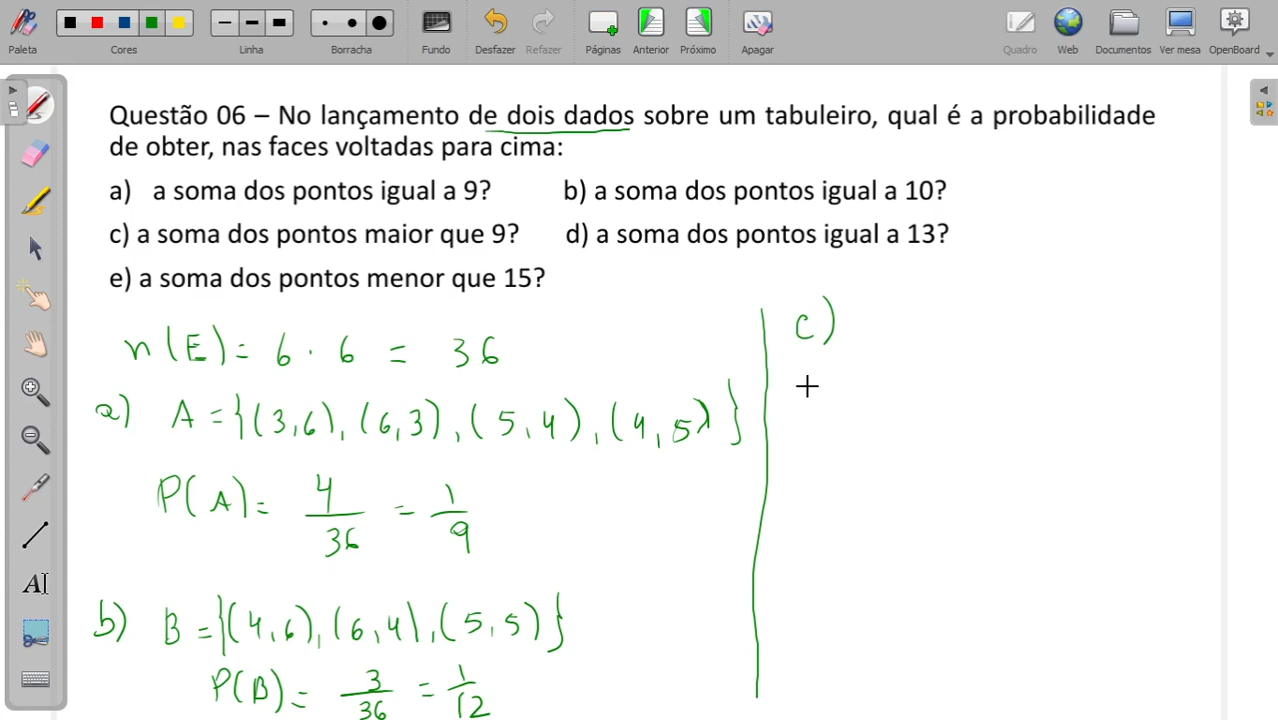 Paleta Cores Linha Borracha Fundo Desfazer Refazer Páginas Anterior Próximo Apagar Quadro Web Documentos Ver mesa OpenBoard
Questão 06 – No lançamento de dois dados sobre um tabuleiro, qual é a probabilidade
de obter, nas faces voltadas para cima:
a) a soma dos pontos igual a 9? b) a soma dos pontos igual a 10?
c) a soma dos pontos maior que 9? d) a soma dos pontos igual a 13?
e) a soma dos pontos menor que 15?
n(E) = 6 · 6 = 36
a) A = {(3,6), (6,3), (5,4), (4,5)}
P(A) = 4/36 = 1/9
b) B = {(4,6), (6,4), (5,5)}
P(B) = 3/36 = 1/12
c)